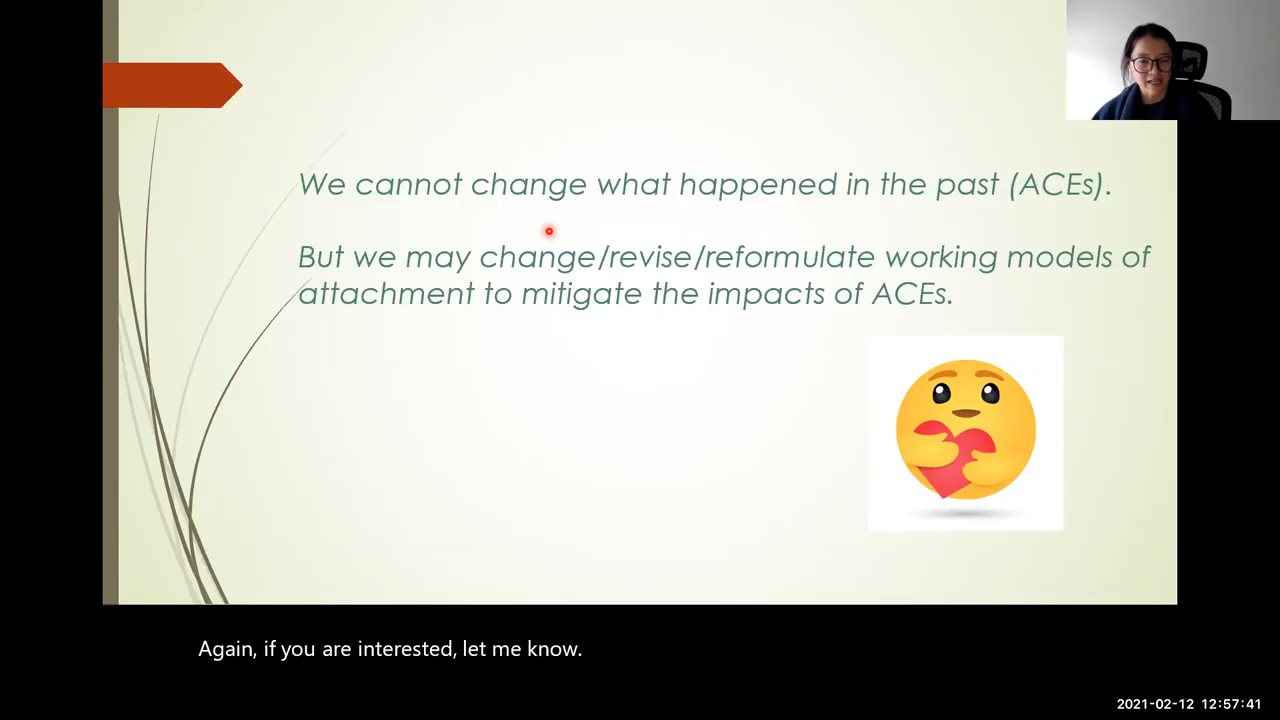 We cannot change what happened in the past (ACEs).
But we may change/revise/reformulate working models of
attachment to mitigate the impacts of ACEs.
Again, if you are interested, let me know.
2021-02-12 12:57:41